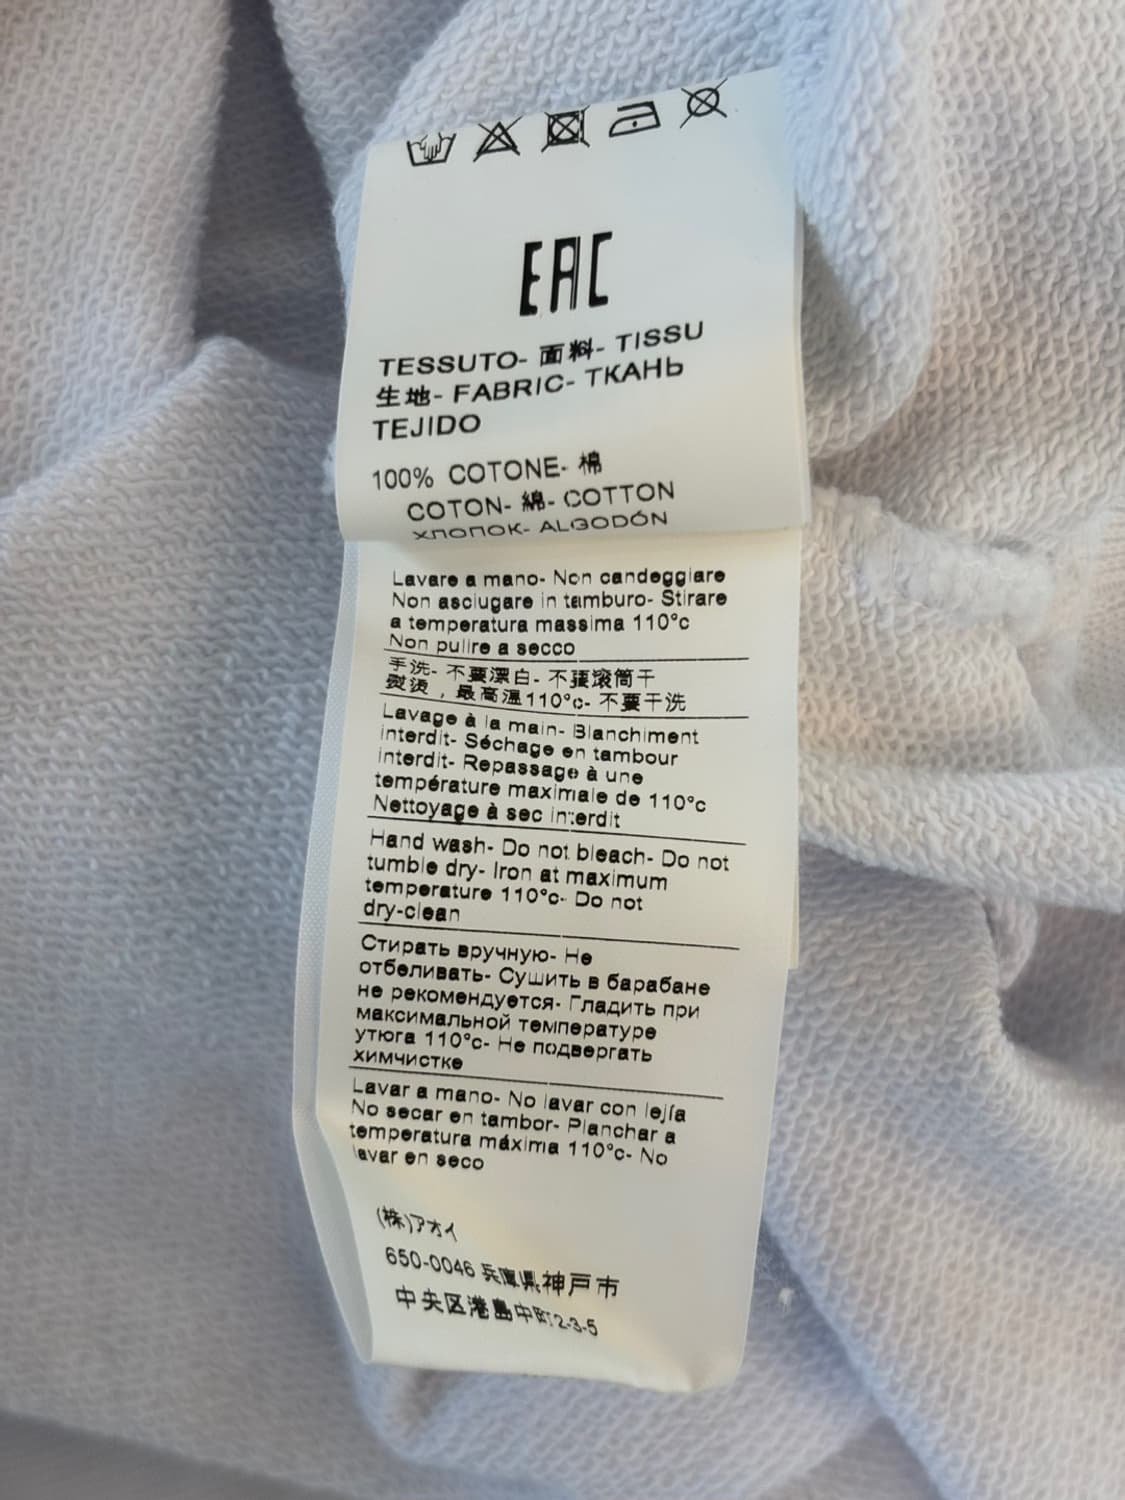 EAC
TESSUTO- 面料- TISSU
生地- FABRIC- ТКАНЬ
TEJIDO
100% COTONE- 棉
COTON- 綿- COTTON
ХЛОПОК- ALGODÓN
Lavare a mano- Non candeggiare
Non asciugare in tamburo- Stirare
a temperatura massima 110°c
Non pulire a secco
手洗- 不要漂白- 不要滚筒干
熨烫，最高温110°c- 不要干洗
Lavage à la main- Blanchiment
interdit- Séchage en tambour
interdit- Repassage à une
température maximale de 110°c
Nettoyage à sec interdit
Hand wash- Do not bleach- Do not
tumble dry- Iron at maximum
temperature 110°c- Do not
dry-clean
Стирать вручную- Не
отбеливать- Сушить в барабане
не рекомендуется- Гладить при
максимальной температуре
утюга 110°c- Не подвергать
химчистке
Lavar a mano- No lavar con lejía
No secar en tambor- Planchar a
temperatura máxima 110°c- No
lavar en seco
(株)アオイ
650-0046 兵庫県神戸市
中央区港島中町2-3-5